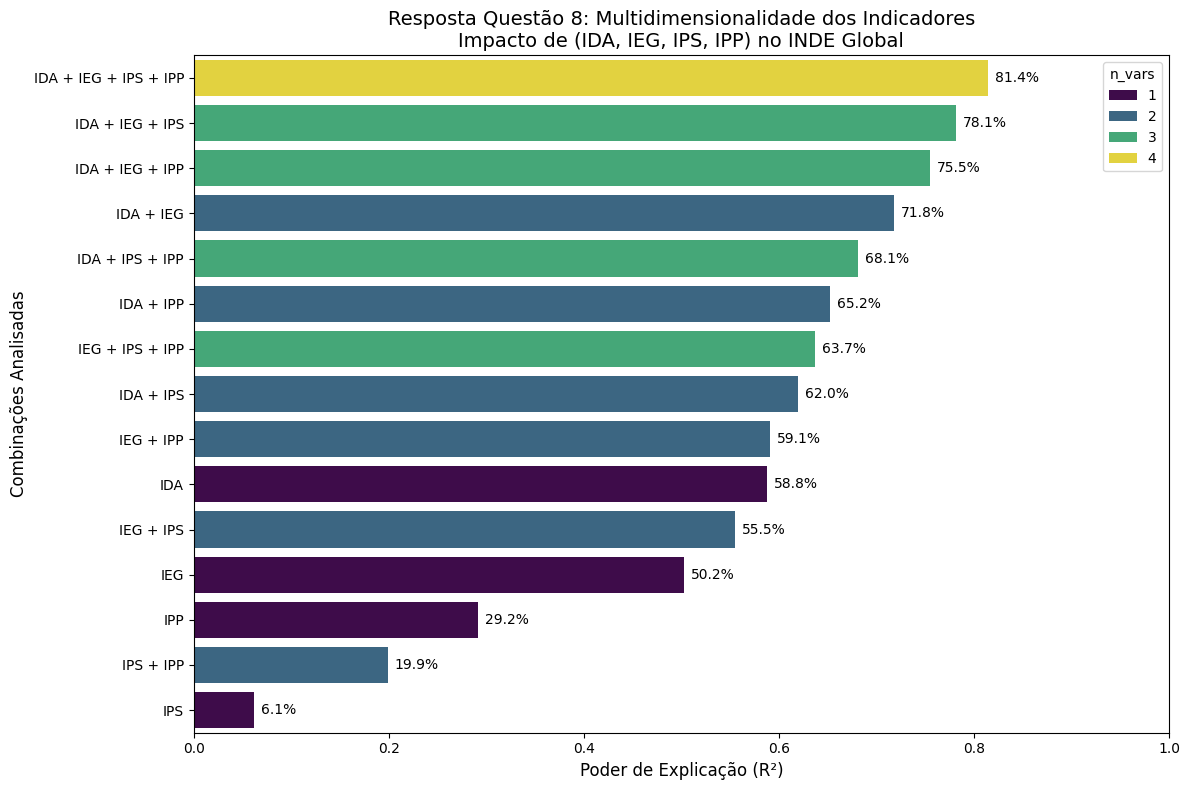 Resposta Questão 8: Multidimensionalidade dos Indicadores
Impacto de (IDA, IEG, IPS, IPP) no INDE Global
Combinações Analisadas
IDA + IEG + IPS + IPP 81.4%
IDA + IEG + IPS 78.1%
IDA + IEG + IPP 75.5%
IDA + IEG 71.8%
IDA + IPS + IPP 68.1%
IDA + IPP 65.2%
IEG + IPS + IPP 63.7%
IDA + IPS 62.0%
IEG + IPP 59.1%
IDA 58.8%
IEG + IPS 55.5%
IEG 50.2%
IPP 29.2%
IPS + IPP 19.9%
IPS 6.1%
n_vars
1
2
3
4
0.0 0.2 0.4 0.6 0.8 1.0
Poder de Explicação (R²)